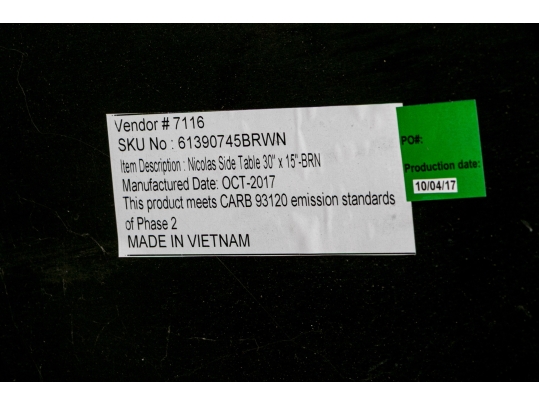 Vendor # 7116
SKU No : 61390745BRWN
Item Description : Nicolas Side Table 30" x 15"-BRN
Manufactured Date: OCT-2017
This product meets CARB 93120 emission standards
of Phase 2
MADE IN VIETNAM
PO#:
Production date:
10/04/17